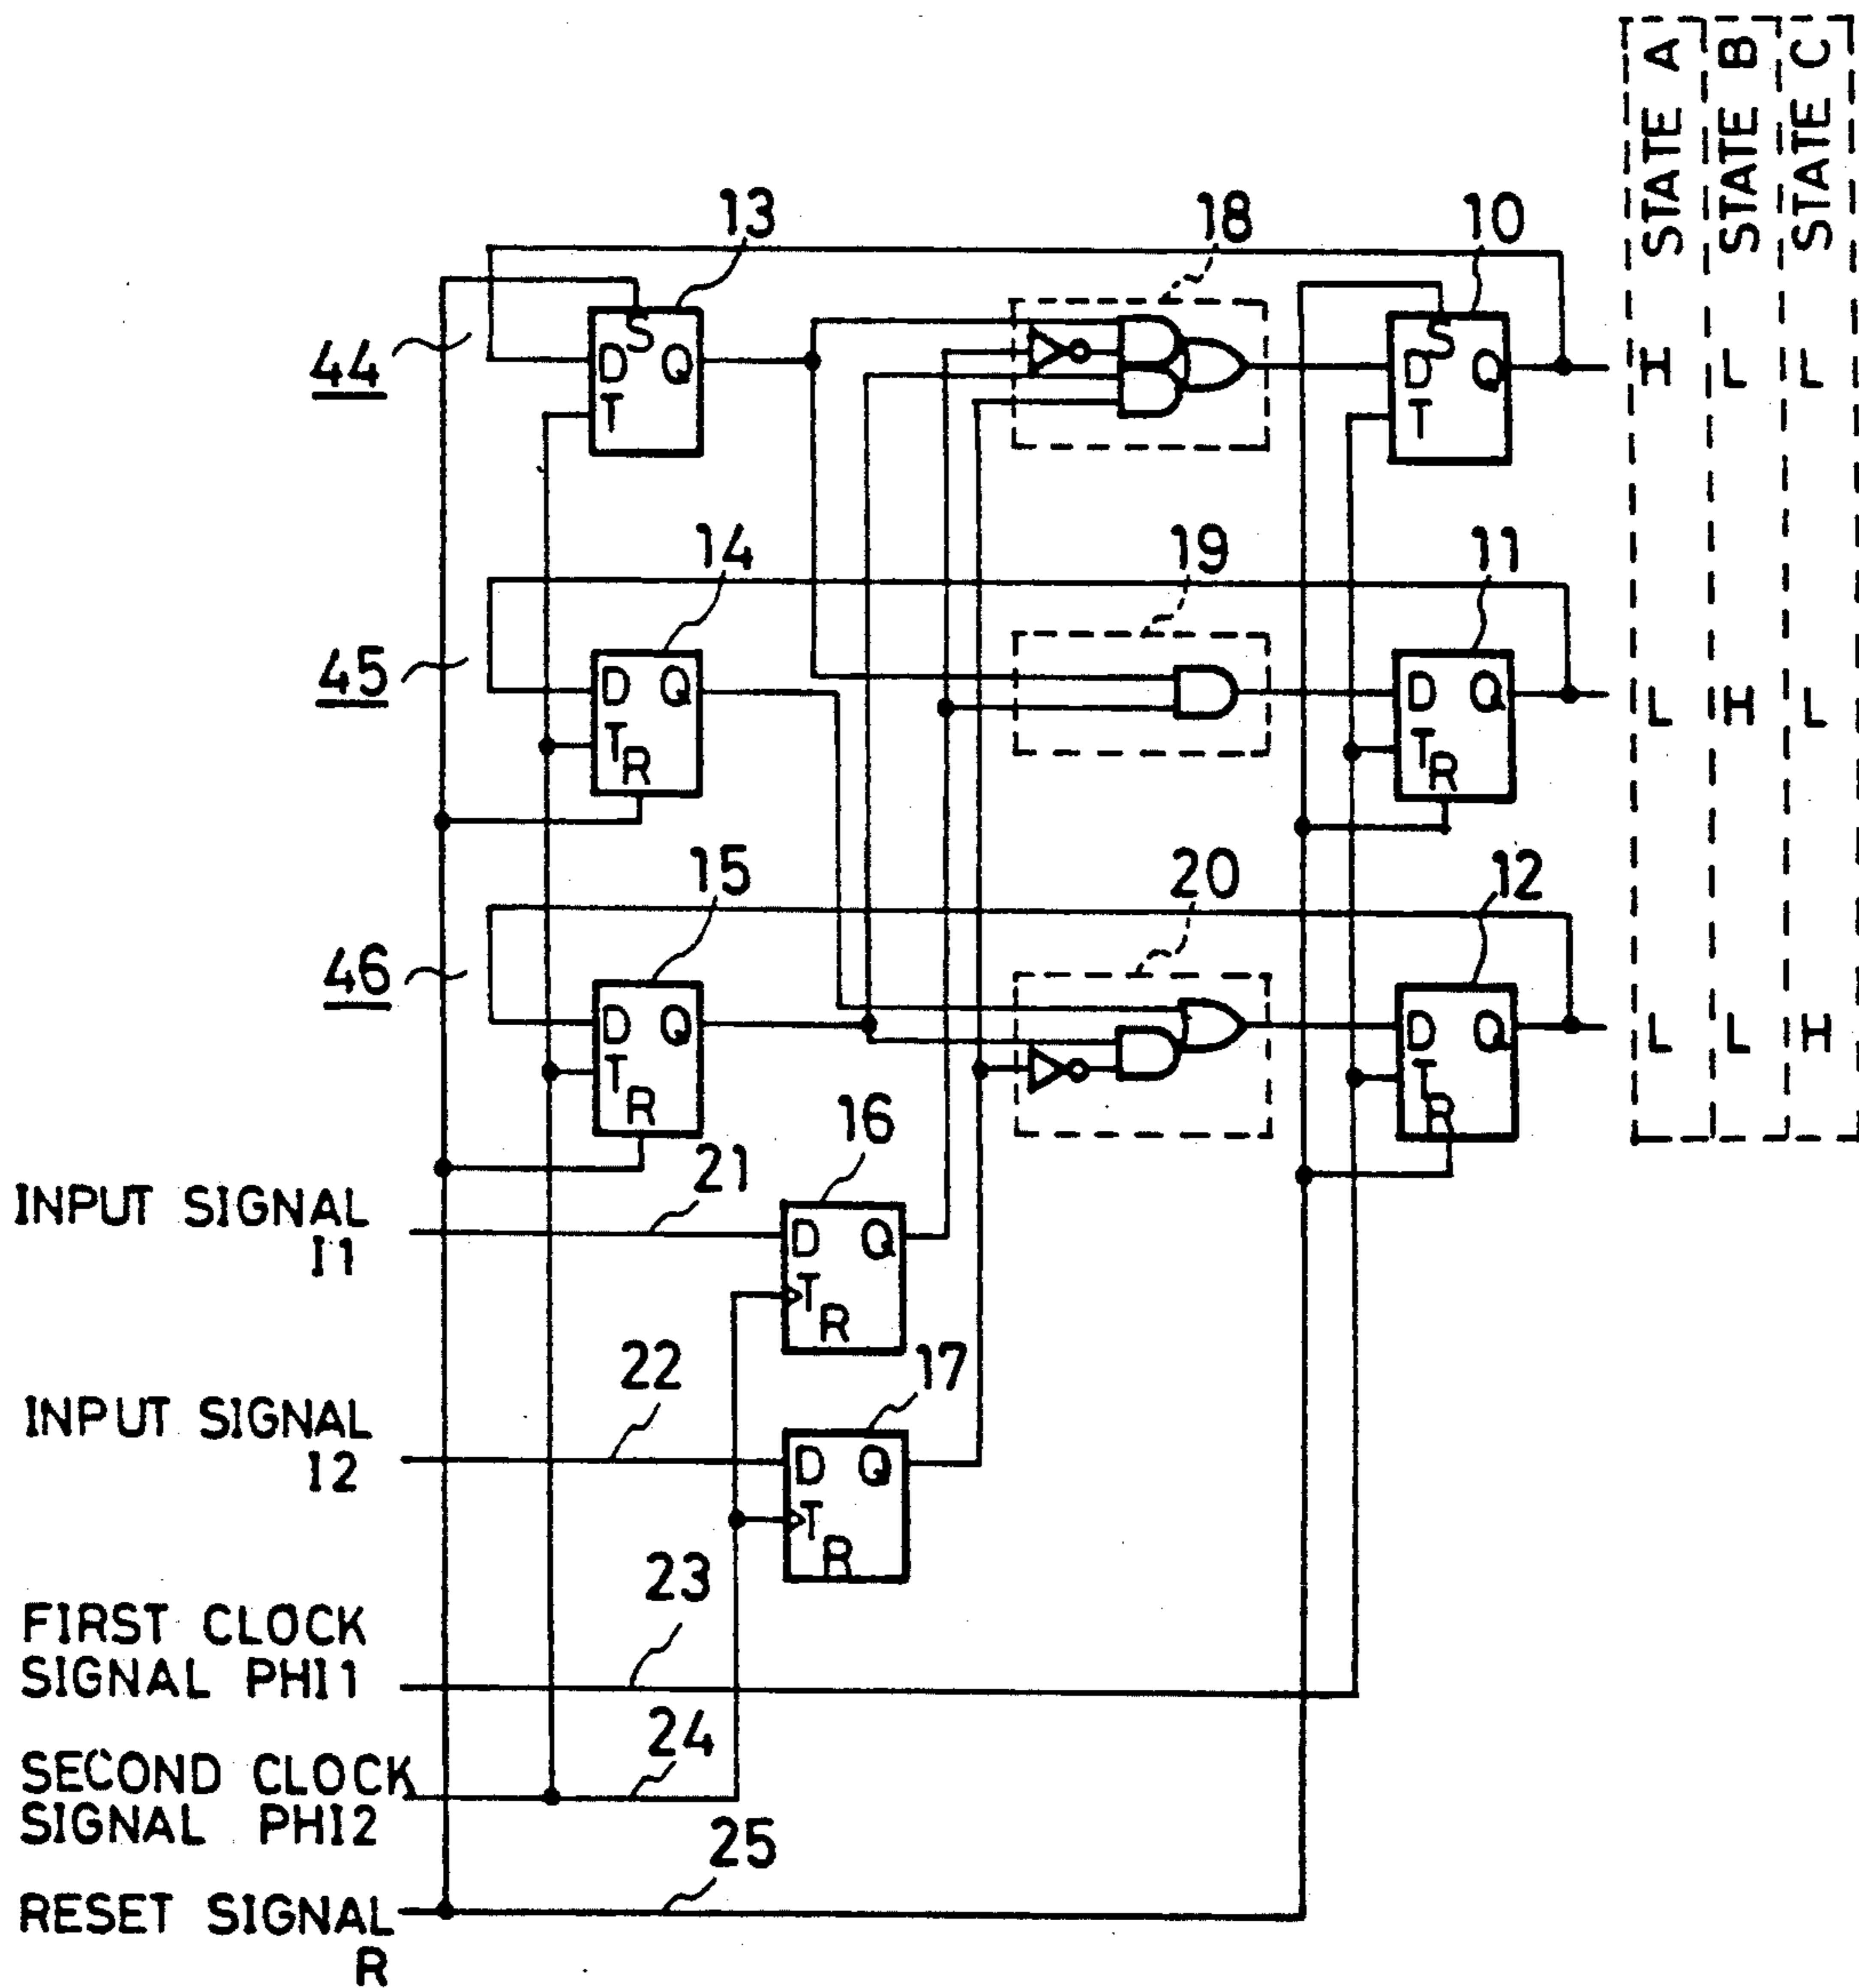 STATE A
STATE B
STATE C
13
18
10
44
S
D Q
T
S
D Q
T
H L L
14
19
11
45
D Q
T
R
D Q
T
R
L H L
15
20
12
46
D Q
T
R
D Q
T
R
L L H
16
21
INPUT SIGNAL
I1
D Q
T
R
22
17
INPUT SIGNAL
I2
D Q
T
R
23
FIRST CLOCK
SIGNAL PHI1
24
SECOND CLOCK
SIGNAL PHI2
25
RESET SIGNAL
R